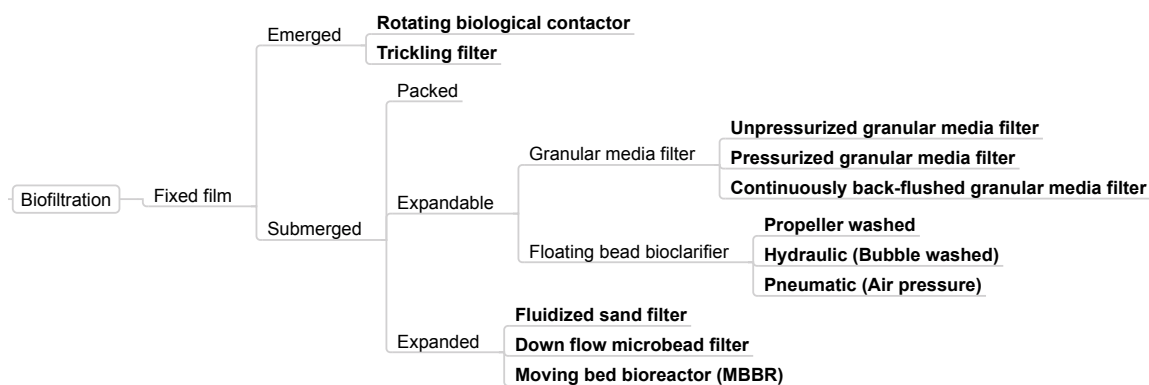 Biofiltration
Fixed film
Emerged
Rotating biological contactor
Trickling filter
Submerged
Packed
Expandable
Granular media filter
Unpressurized granular media filter
Pressurized granular media filter
Continuously back-flushed granular media filter
Floating bead bioclarifier
Propeller washed
Hydraulic (Bubble washed)
Pneumatic (Air pressure)
Expanded
Fluidized sand filter
Down flow microbead filter
Moving bed bioreactor (MBBR)